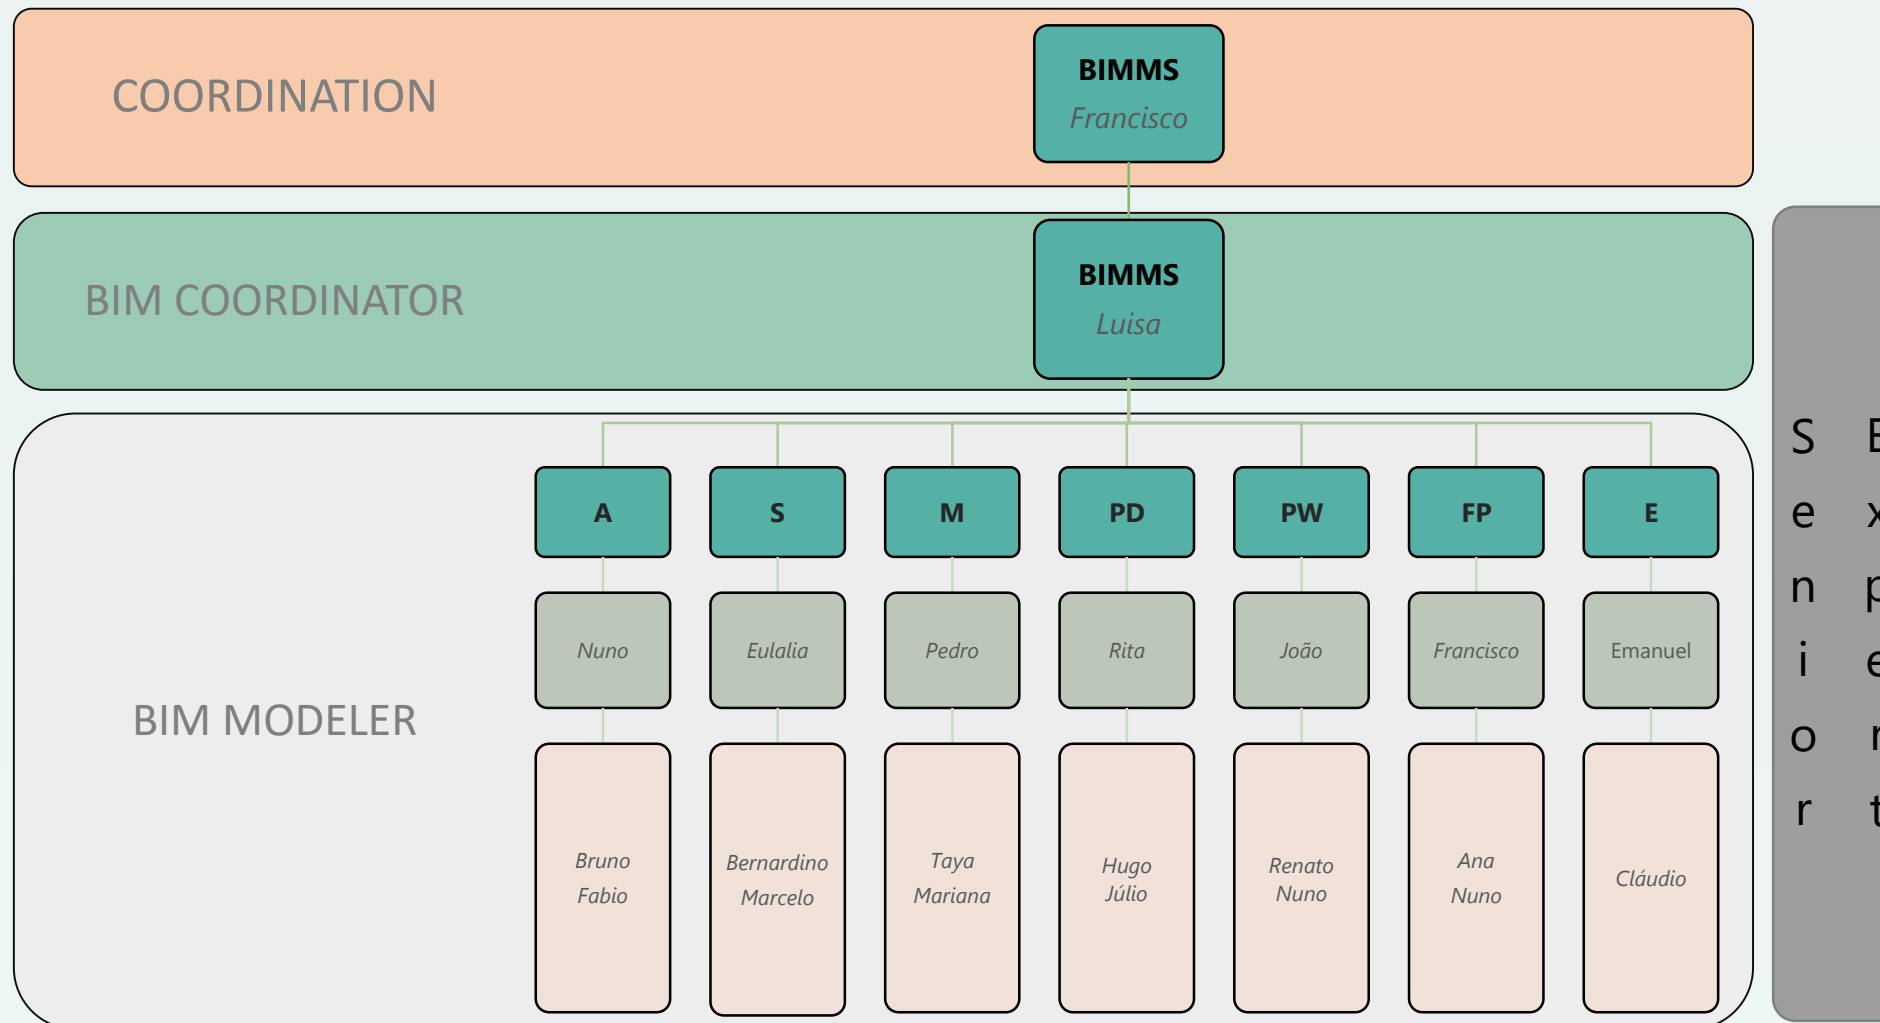 COORDINATION
BIMMS
Francisco
BIM COORDINATOR
BIMMS
Luisa
BIM MODELER
A
S
M
PD
PW
FP
E
Nuno
Eulalia
Pedro
Rita
João
Francisco
Emanuel
Bruno
Fabio
Bernardino
Marcelo
Taya
Mariana
Hugo
Júlio
Renato
Nuno
Ana
Nuno
Cláudio
Senior
Expert